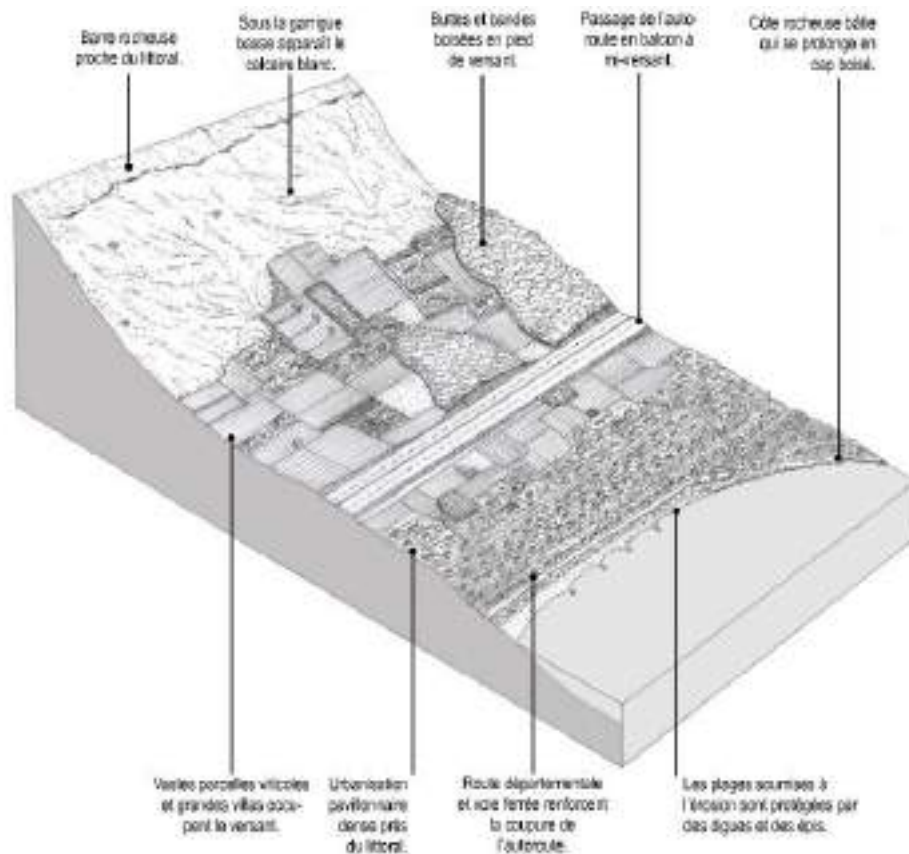 Barre rocheuse
proche du littoral.
Sous la garrigue
basse apparaît le
calcaire blanc.
Buttes et bandes
boisées en pied
de versant.
Passage de l'auto-
route en balcon à
mi-versant.
Côte rocheuse bâtie
qui se prolonge en
cap boisé.
Vastes parcelles viticoles
et grandes villas occu-
pent le versant.
Urbanisation
pavillonnaire
dense près
du littoral.
Route départementale
et voie ferrée renforcent
la coupure de
l'autoroute.
Les plages soumises à
l'érosion sont protégées par
des digues et des épis.